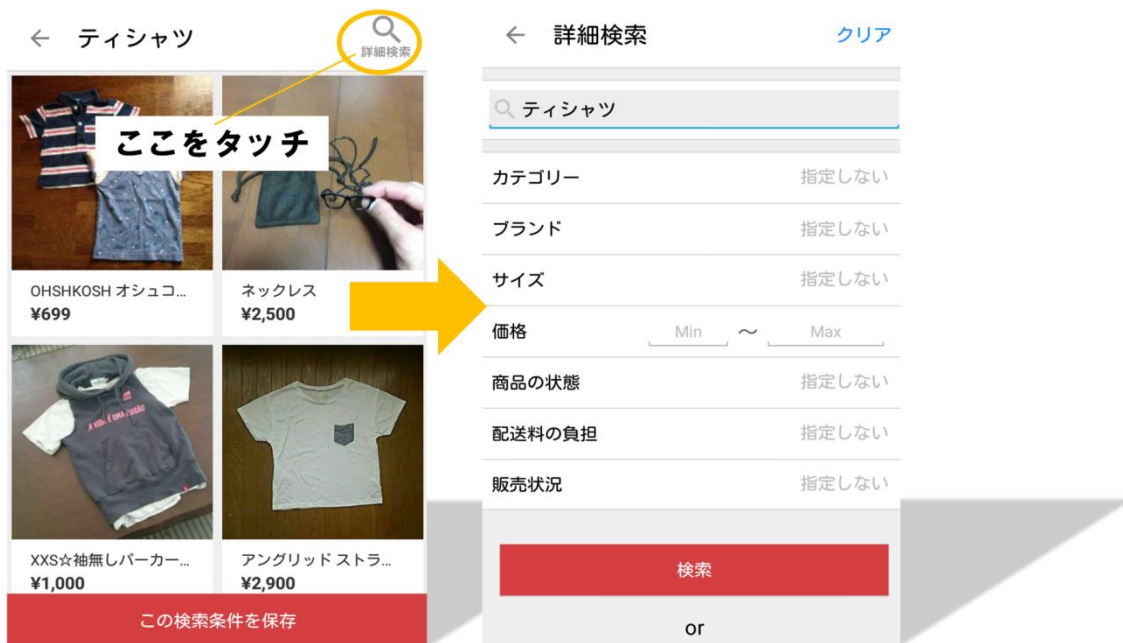 ティシャツ
詳細検索
ここをタッチ
OHSHKOSH オシュコ...
¥699
ネックレス
¥2,500
A VIDA É UMA FUSÃO
XXS☆袖無しパーカー...
¥1,000
アングリッド ストラ...
¥2,900
この検索条件を保存
詳細検索
クリア
ティシャツ
カテゴリー 指定しない
ブランド 指定しない
サイズ 指定しない
価格 Min ～ Max
商品の状態 指定しない
配送料の負担 指定しない
販売状況 指定しない
検索
or